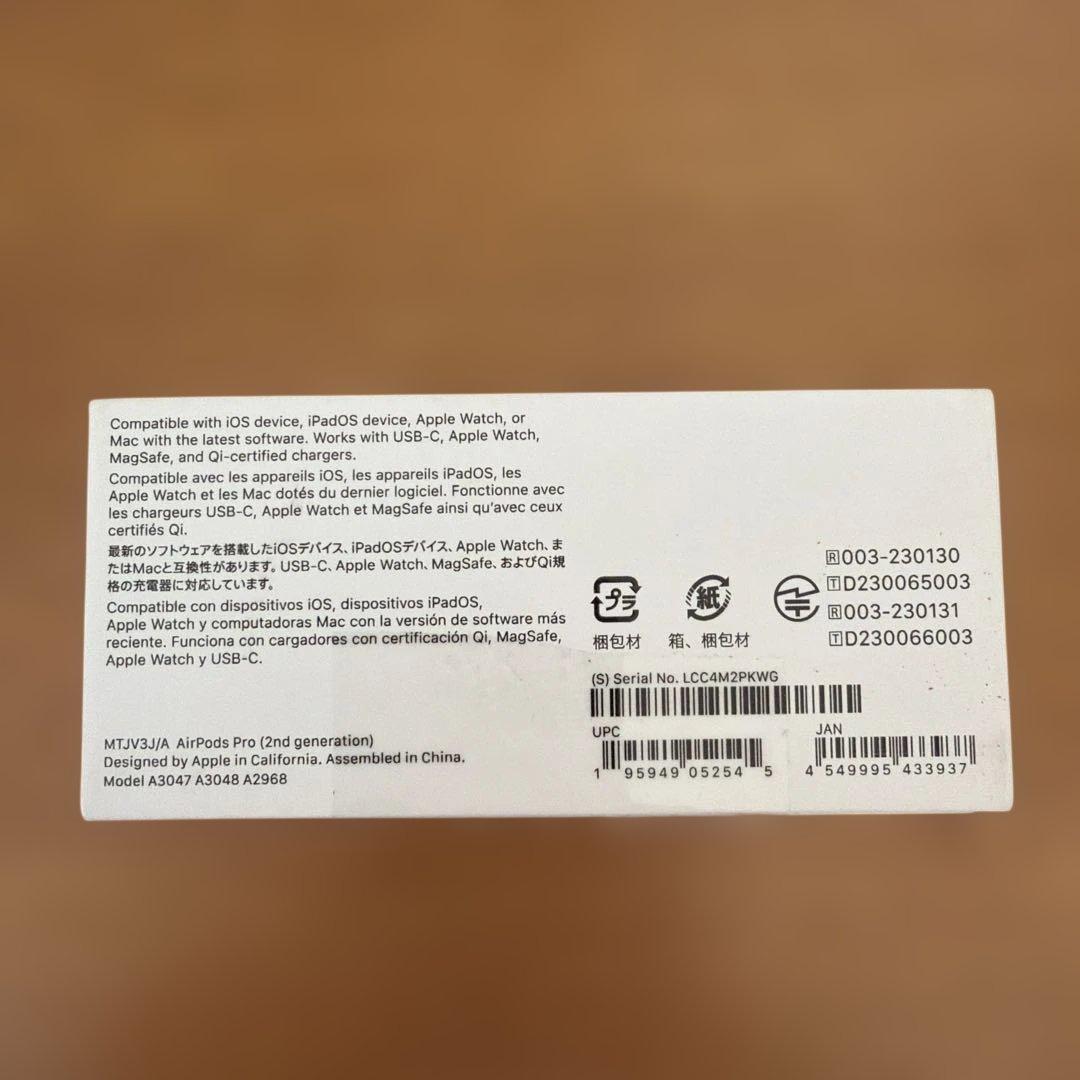 Compatible with iOS device, iPadOS device, Apple Watch, or
Mac with the latest software. Works with USB-C, Apple Watch,
MagSafe, and Qi-certified chargers.
Compatible avec les appareils iOS, les appareils iPadOS, les
Apple Watch et les Mac dotés du dernier logiciel. Fonctionne avec
les chargeurs USB-C, Apple Watch et MagSafe ainsi qu'avec ceux
certifiés Qi.
最新のソフトウェアを搭載したiOSデバイス、iPadOSデバイス、Apple Watch、ま
たはMacと互換性があります。USB-C、Apple Watch、MagSafe、およびQi規
格の充電器に対応しています。
Compatible con dispositivos iOS, dispositivos iPadOS,
Apple Watch y computadoras Mac con la versión de software más
reciente. Funciona con cargadores con certificación Qi, MagSafe,
Apple Watch y USB-C.
MTJV3J/A AirPods Pro (2nd generation)
Designed by Apple in California. Assembled in China.
Model A3047 A3048 A2968
プラ
梱包材
紙
箱、梱包材
R 003-230130
T D230065003
R 003-230131
T D230066003
(S) Serial No. LCC4M2PKWG
UPC
1 95949 05254 5
JAN
4 549995 433937